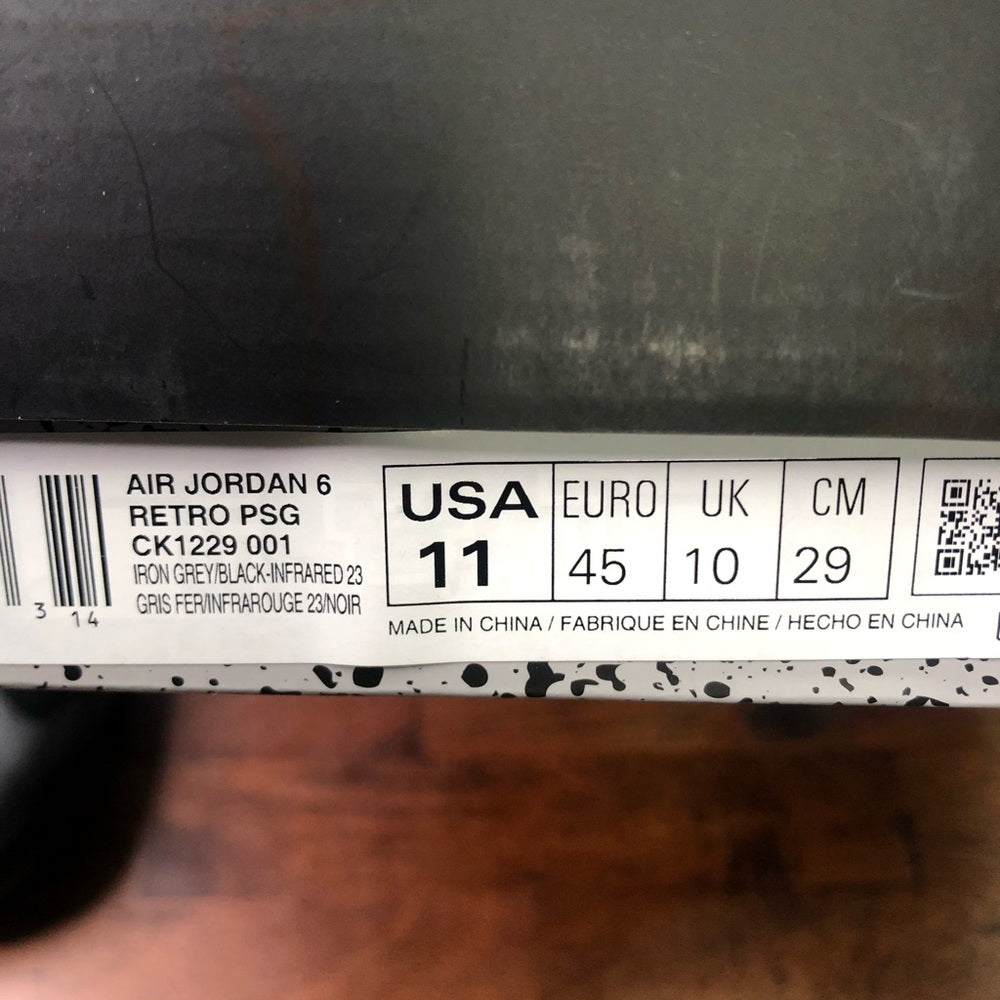 3 14
AIR JORDAN 6
RETRO PSG
CK1229 001
IRON GREY/BLACK-INFRARED 23
GRIS FER/INFRAROUGE 23/NOIR
USA EURO UK CM
11 45 10 29
MADE IN CHINA / FABRIQUE EN CHINE / HECHO EN CHINA